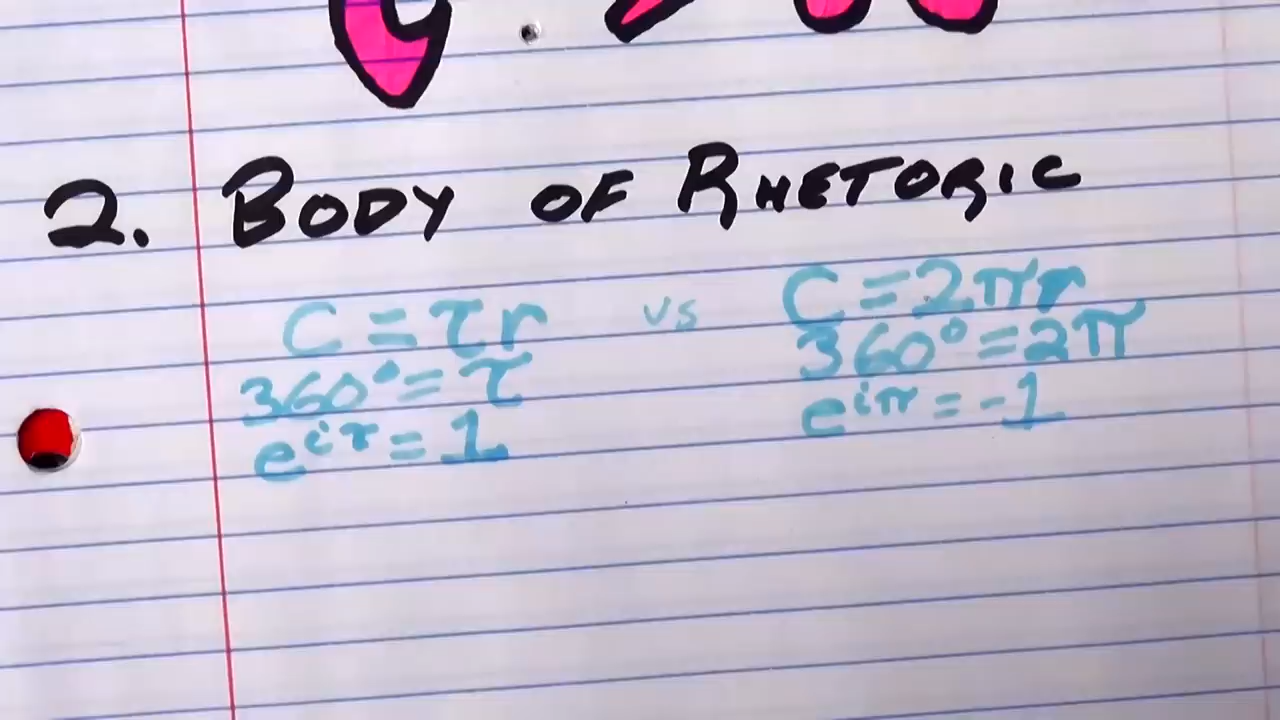 2. BODY OF RHETORIC
C = τr vs C = 2πr
360° = τ 360° = 2π
e^{iτ} = 1 e^{iπ} = -1